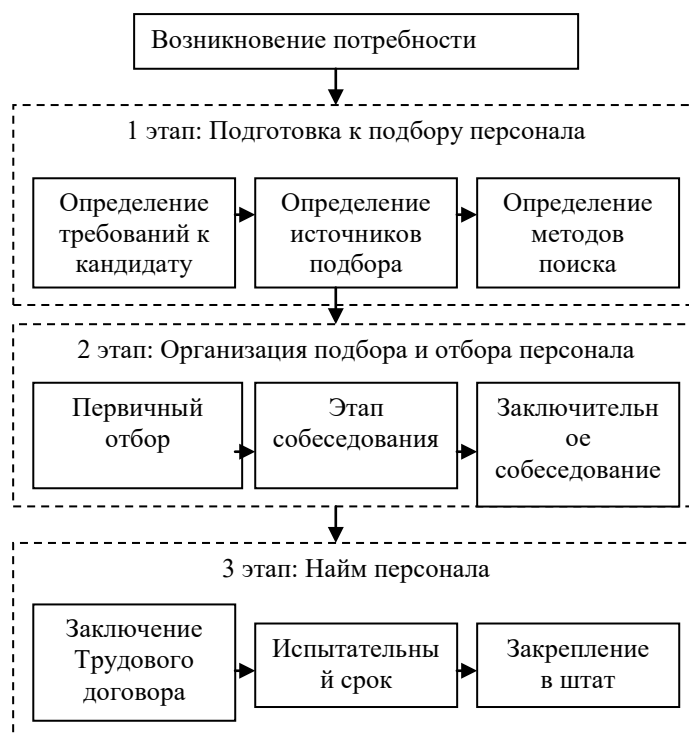 Возникновение потребности
1 этап: Подготовка к подбору персонала
Определение
требований к
кандидату
Определение
источников
подбора
Определение
методов
поиска
2 этап: Организация подбора и отбора персонала
Первичный
отбор
Этап
собеседования
Заключительн
ое
собеседование
3 этап: Найм персонала
Заключение
Трудового
договора
Испытательны
й срок
Закрепление
в штат